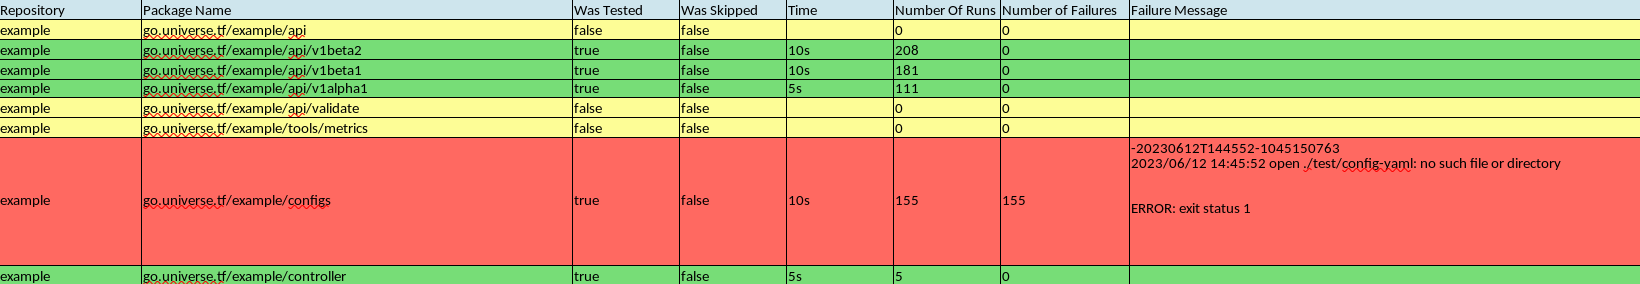 Repository Package Name Was Tested Was Skipped Time Number Of Runs Number of Failures Failure Message
example go.universe.tf/example/api false false 0 0
example go.universe.tf/example/api/v1beta2 true false 10s 208 0
example go.universe.tf/example/api/v1beta1 true false 10s 181 0
example go.universe.tf/example/api/v1alpha1 true false 5s 111 0
example go.universe.tf/example/api/validate false false 0 0
example go.universe.tf/example/tools/metrics false false 0 0
-20230612T144552-1045150763
2023/06/12 14:45:52 open ./test/config-yaml: no such file or directory
example go.universe.tf/example/configs true false 10s 155 155
ERROR: exit status 1
example go.universe.tf/example/controller true false 5s 5 0